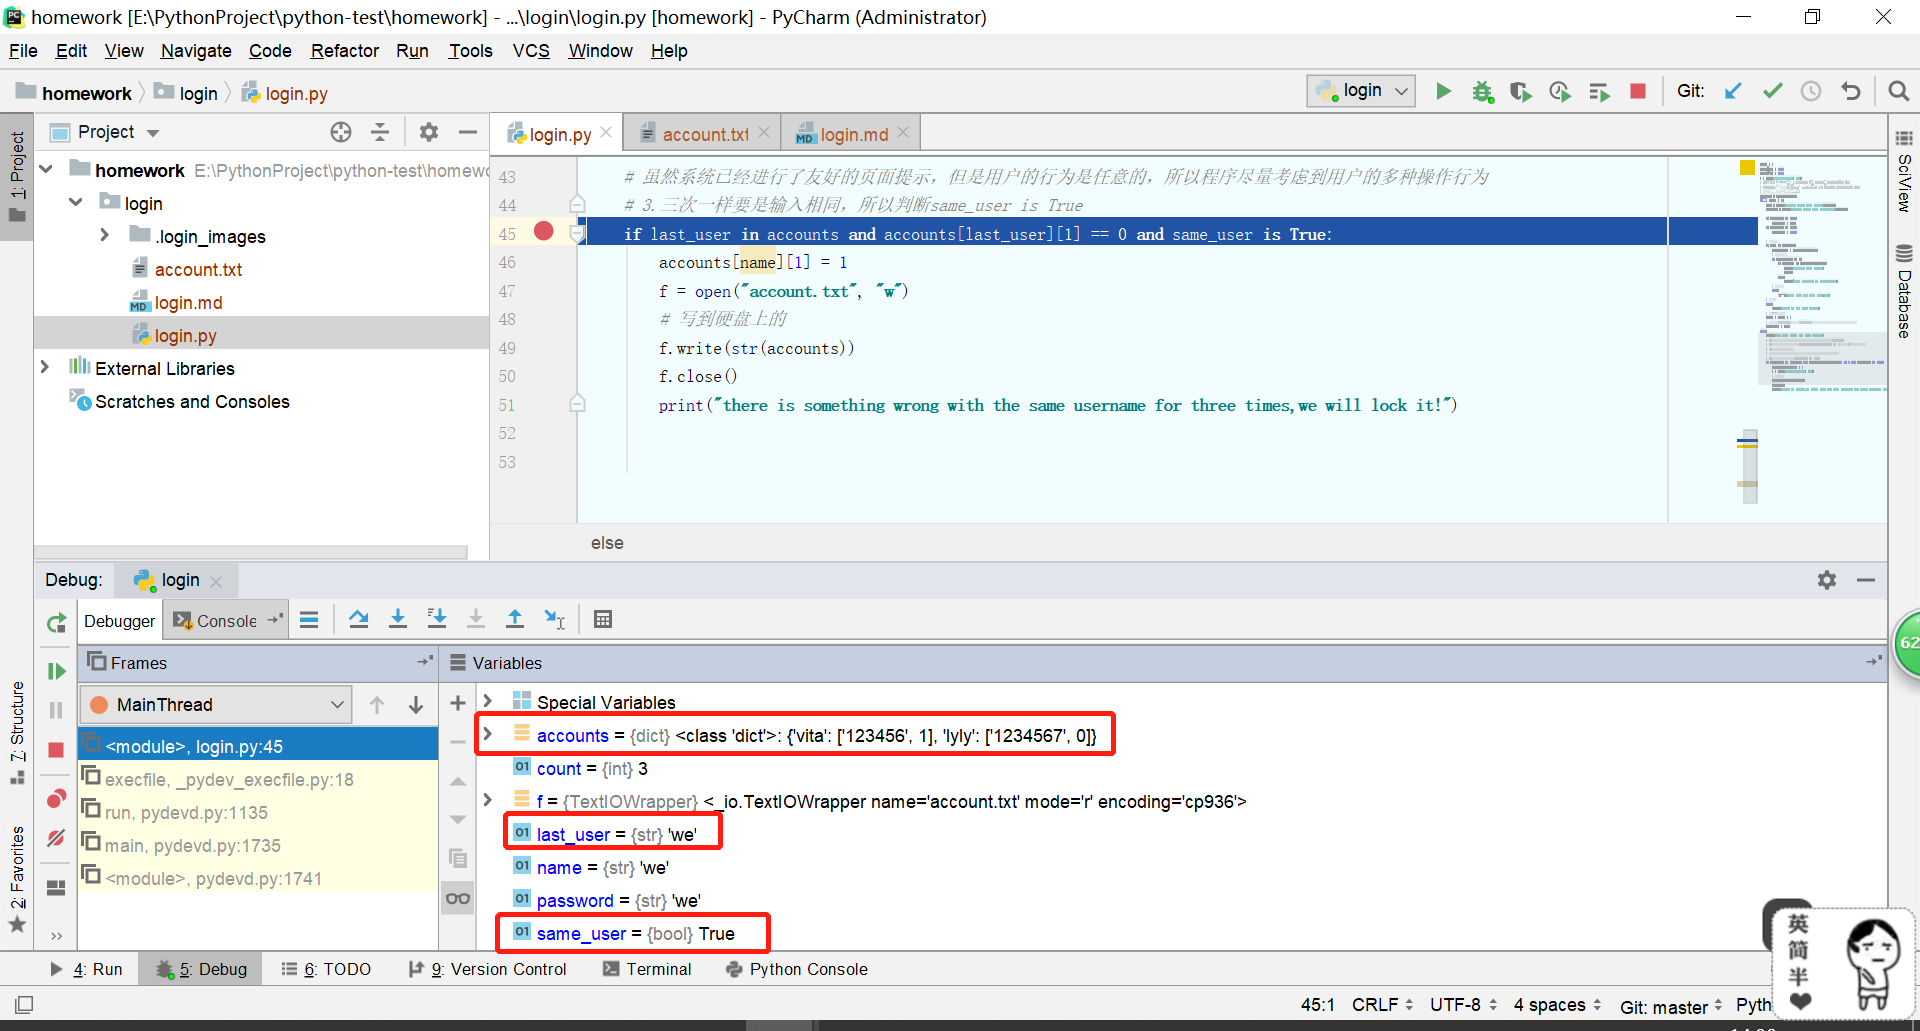 homework [E:\PythonProject\python-test\homework] - ...\login\login.py [homework] - PyCharm (Administrator)
File Edit View Navigate Code Refactor Run Tools VCS Window Help
homework login login.py
login
Git:
1: Project
Project
login.py account.txt login.md
homework E:\PythonProject\python-test\homewo
login
.login_images
account.txt
login.md
login.py
External Libraries
Scratches and Consoles
43 # 虽然系统已经进行了友好的页面提示，但是用户的行为是任意的，所以程序尽量考虑到用户的多种操作行为
44 # 3.三次一样要是输入相同，所以判断same_user is True
45 if last_user in accounts and accounts[last_user][1] == 0 and same_user is True:
46 accounts[name][1] = 1
47 f = open("account.txt", "w")
48 # 写到硬盘上的
49 f.write(str(accounts))
50 f.close()
51 print("there is something wrong with the same username for three times,we will lock it!")
52
53
else
SciView
Database
Debug: login
Debugger Console
Frames Variables
MainThread
<module>, login.py:45
execfile, _pydev_execfile.py:18
run, pydevd.py:1135
main, pydevd.py:1735
<module>, pydevd.py:1741
Special Variables
accounts = {dict} <class 'dict'>: {'vita': ['123456', 1], 'lyly': ['1234567', 0]}
01 count = {int} 3
f = {TextIOWrapper} <_io.TextIOWrapper name='account.txt' mode='r' encoding='cp936'>
01 last_user = {str} 'we'
01 name = {str} 'we'
01 password = {str} 'we'
01 same_user = {bool} True
7: Structure
2: Favorites
62
英
简
半
4: Run 5: Debug 6: TODO 9: Version Control Terminal Python Console
45:1 CRLF UTF-8 4 spaces Git: master Pyth